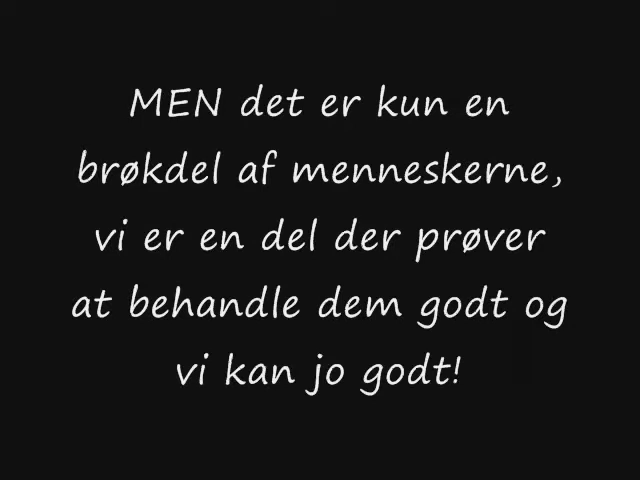 MEN det er kun en
brøkdel af menneskerne,
vi er en del der prøver
at behandle dem godt og
vi kan jo godt!